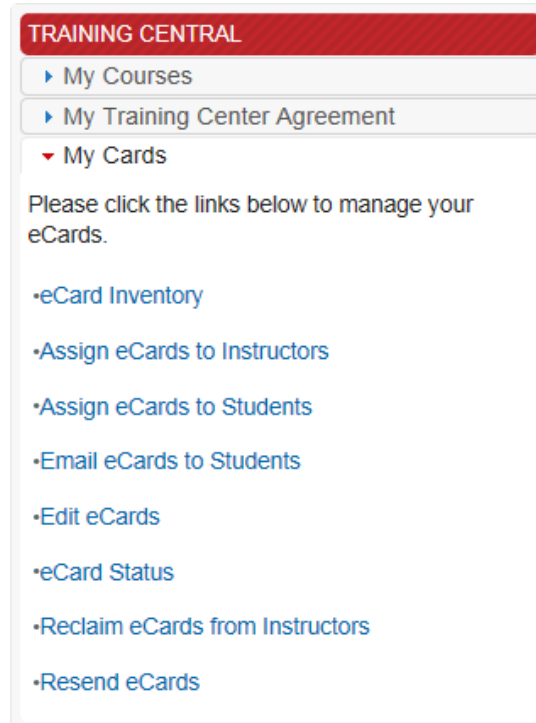 TRAINING CENTRAL
My Courses
My Training Center Agreement
My Cards
Please click the links below to manage your
eCards.
•eCard Inventory
•Assign eCards to Instructors
•Assign eCards to Students
•Email eCards to Students
•Edit eCards
•eCard Status
•Reclaim eCards from Instructors
•Resend eCards